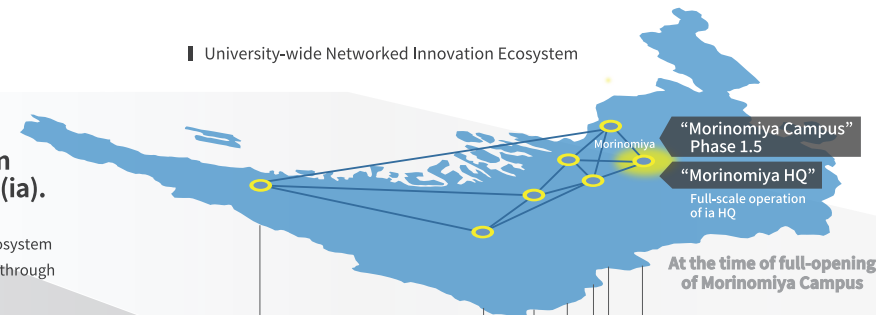 University-wide Networked Innovation Ecosystem
(ia).
osystem
through
Morinomiya
“Morinomiya Campus”
Phase 1.5
“Morinomiya HQ”
Full-scale operation
of ia HQ
At the time of full-opening
of Morinomiya Campus